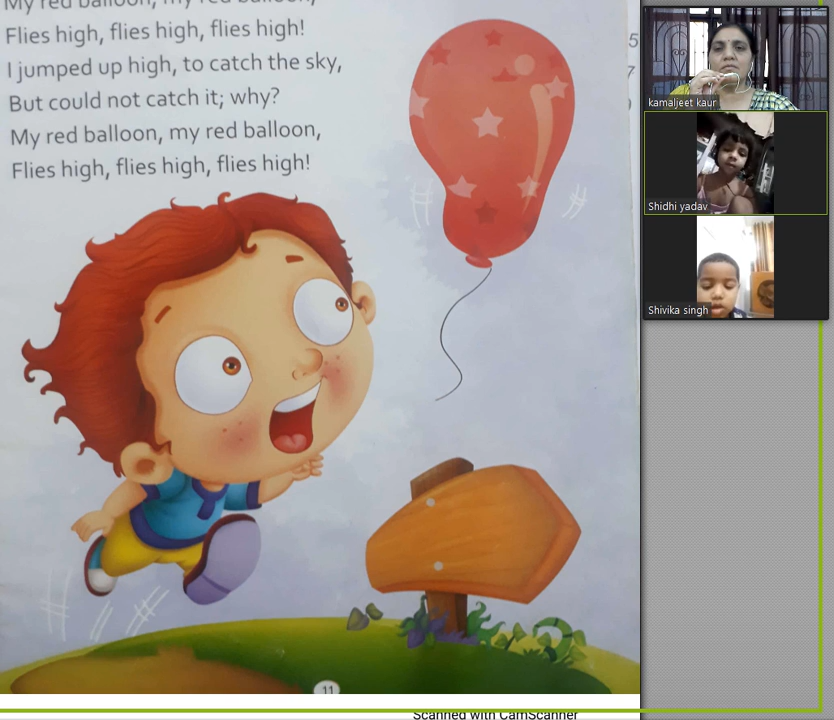 My red balloon, my red balloon,
Flies high, flies high, flies high!
I jumped up high, to catch the sky,
But could not catch it; why?
My red balloon, my red balloon,
Flies high, flies high, flies high!
11
Scanned with CamScanner
kamaljeet kaur
Shidhi yadav
Shivika singh